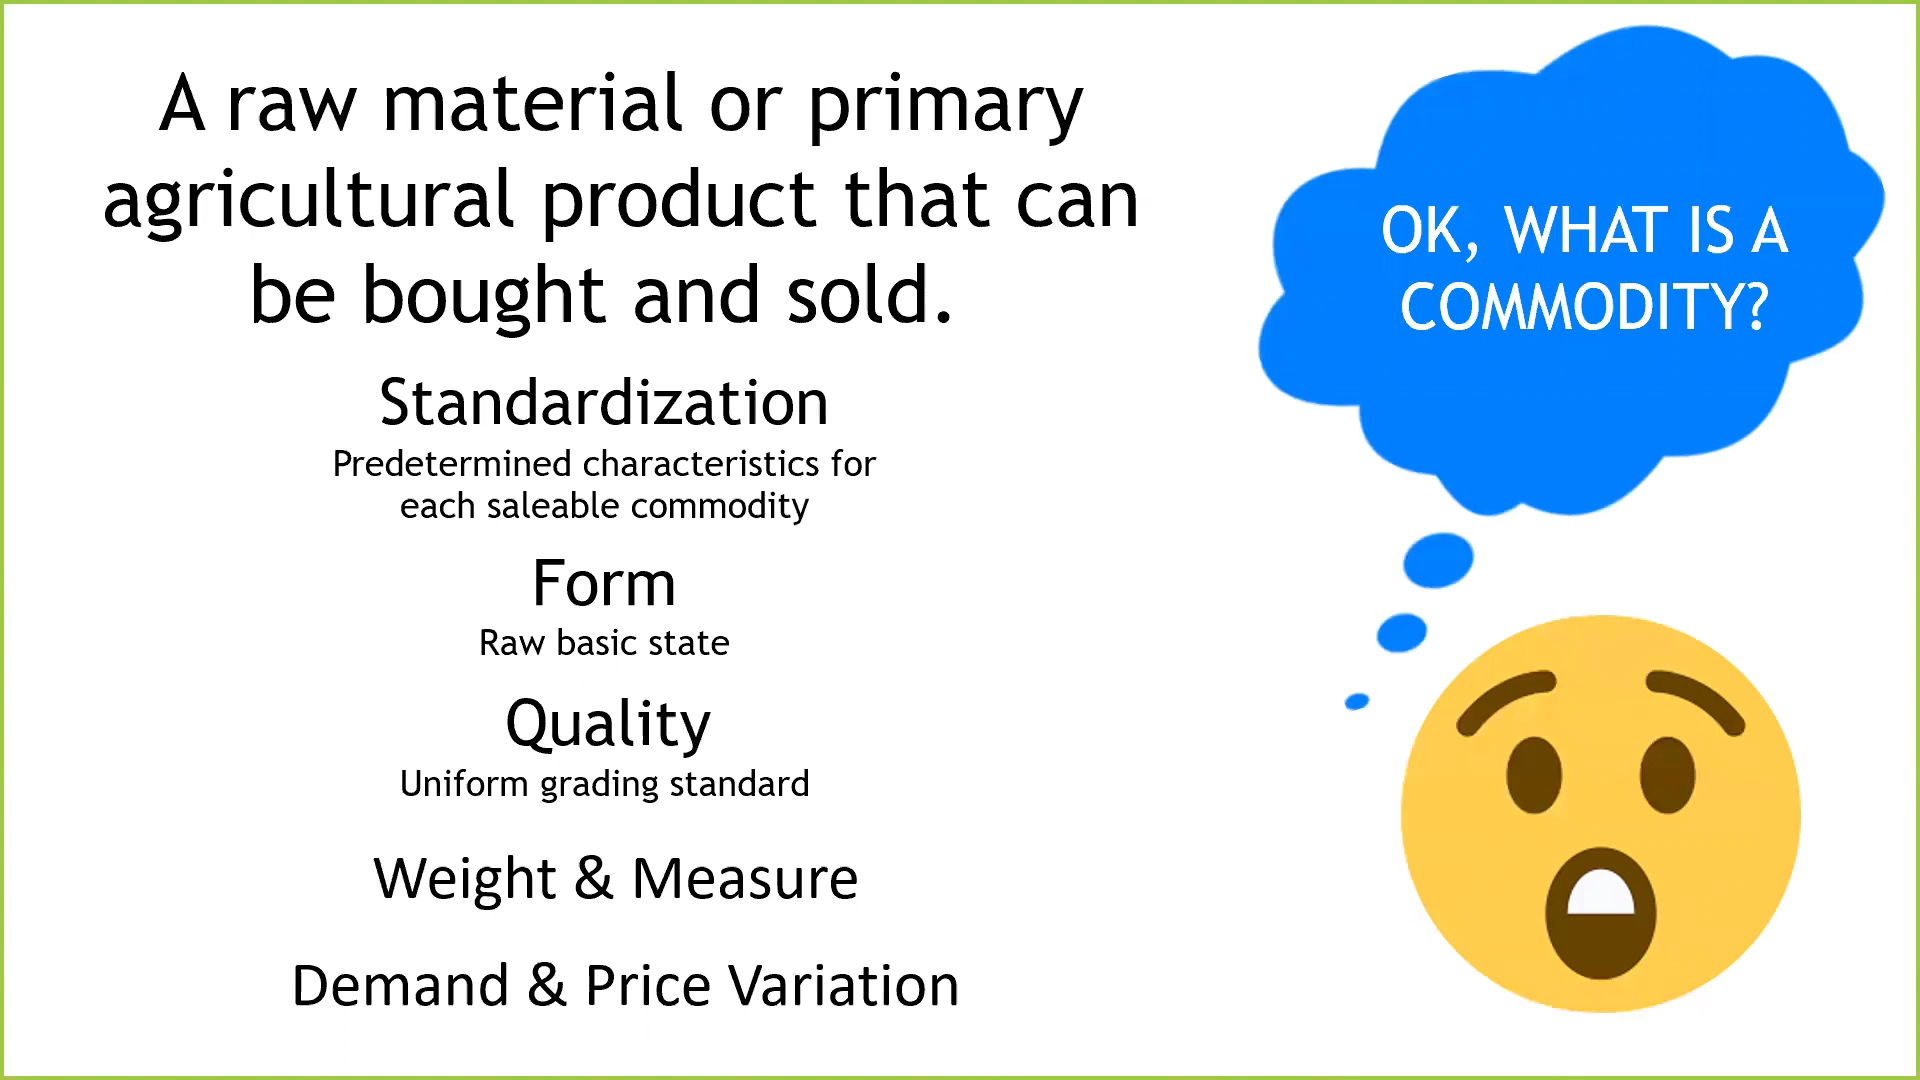 A raw material or primary
agricultural product that can
be bought and sold.
Standardization
Predetermined characteristics for
each saleable commodity
Form
Raw basic state
Quality
Uniform grading standard
Weight & Measure
Demand & Price Variation
OK, WHAT IS A
COMMODITY?